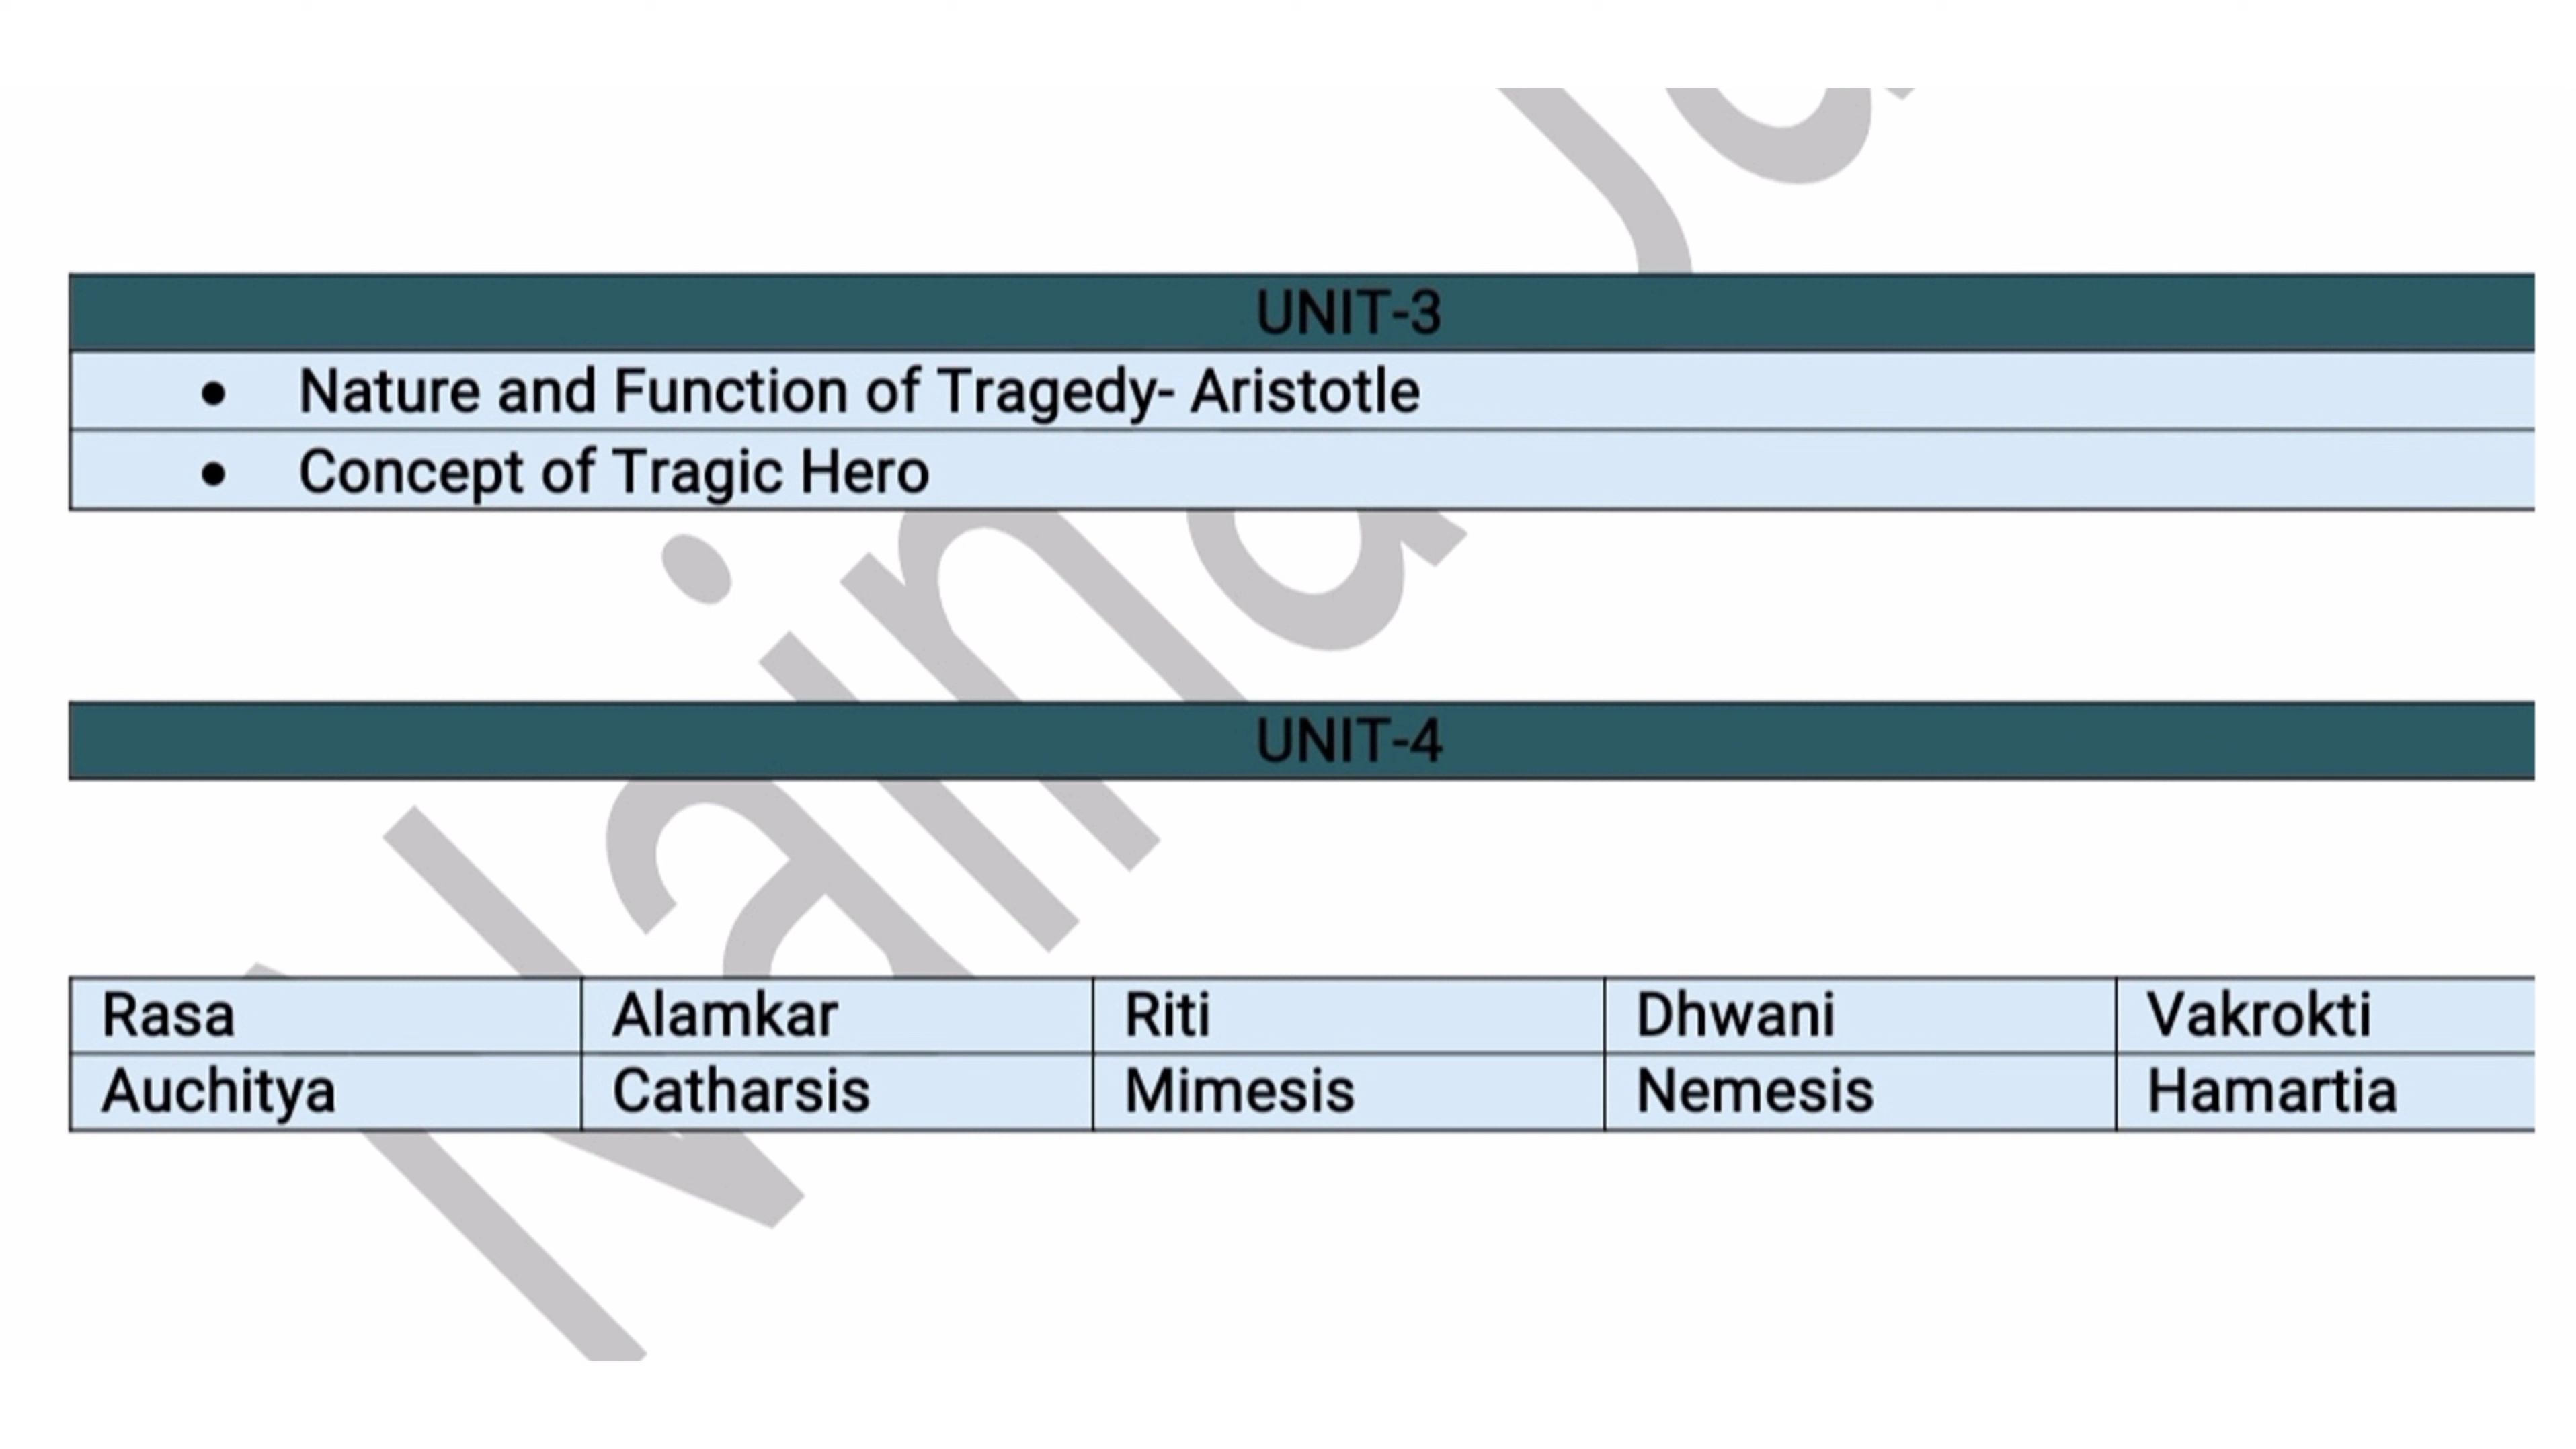 UNIT-3
• Nature and Function of Tragedy- Aristotle
• Concept of Tragic Hero
UNIT-4
Rasa Alamkar Riti Dhwani Vakrokti
Auchitya Catharsis Mimesis Nemesis Hamartia